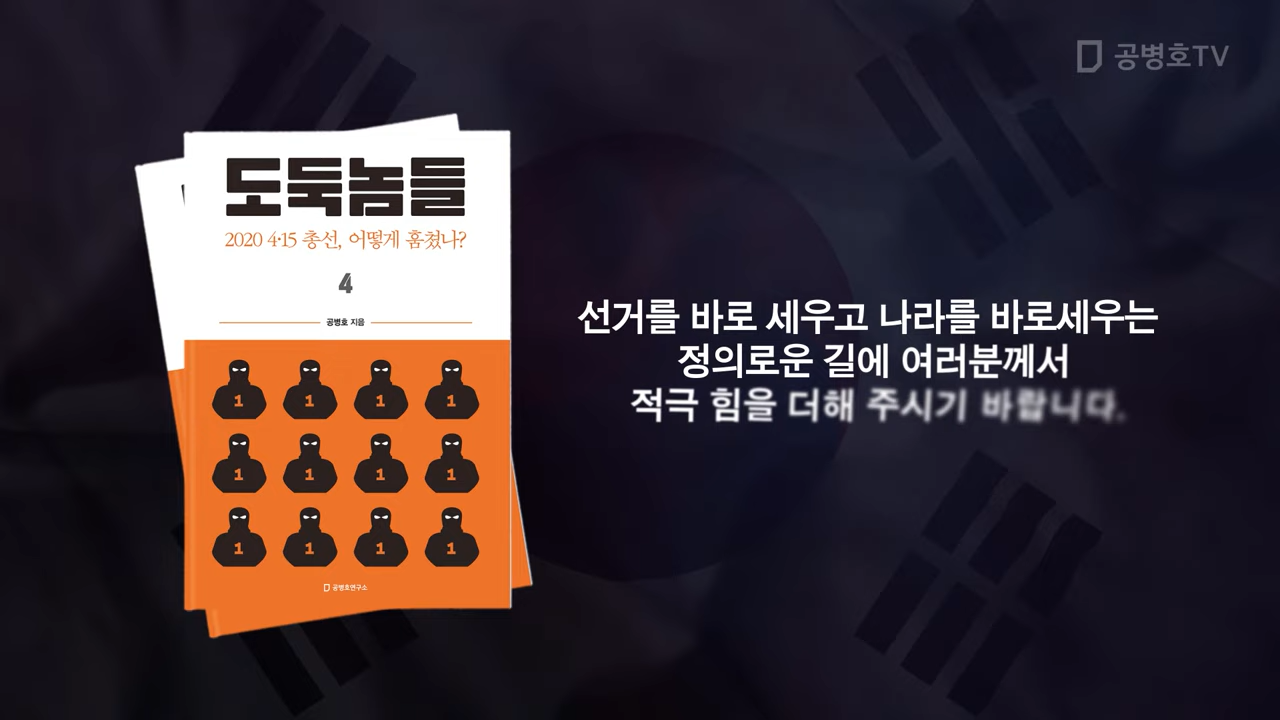 공병호TV
도둑놈들
2020 4·15 총선, 어떻게 훔쳤나?
4
공병호 지음
1 1 1 1
1 1 1 1
1 1 1 1
공병호연구소
선거를 바로 세우고 나라를 바로세우는
정의로운 길에 여러분께서
적극 힘을 더해 주시기 바랍니다.